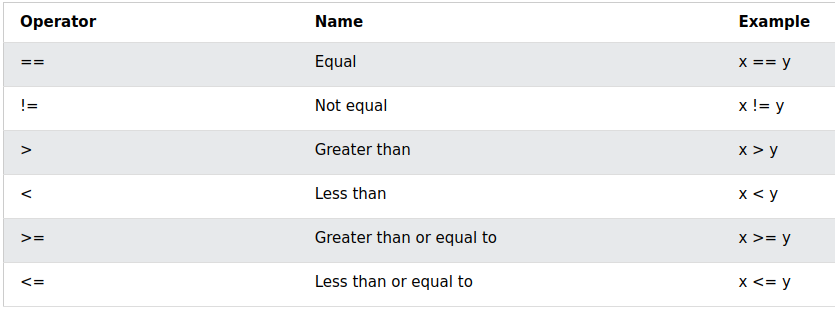 Operator Name Example
== Equal x == y
!= Not equal x != y
> Greater than x > y
< Less than x < y
>= Greater than or equal to x >= y
<= Less than or equal to x <= y